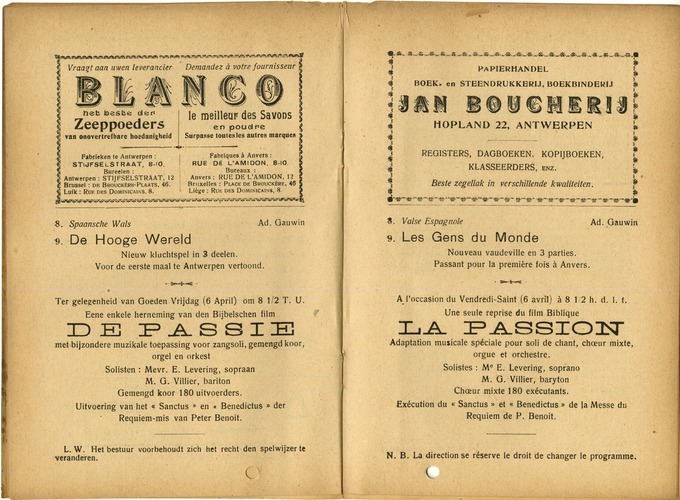 Vraagt aan uwen leverancier
Demandez à votre fournisseur
BLANCO
het beste der
Zeeppoeders
van onovertrefbare hoedanigheid
le meilleur des Savons
en poudre
Surpasse toutes les autres marques
Fabrieken te Antwerpen :
STIJFSELSTRAAT, 8-10.
Bureelen :
Antwerpen : STIJFSELSTRAAT, 12
Brussel : DE BROUCKÈRE-PLAATS, 46.
Luik : RUE DES DOMINICAINS, 8.
Fabriques à Anvers :
RUE DE L'AMIDON, 8-10.
Bureaux :
Anvers : RUE DE L'AMIDON, 12
Bruxelles : PLACE DE BROUCKÈRE, 46
Liège : RUE DES DOMINICAINS, 8
8. Spaansche Wals Ad. Gauwin
9. De Hooge Wereld
Nieuw kluchtspel in 3 deelen.
Voor de eerste maal te Antwerpen vertoond.
Ter gelegenheid van Goeden Vrijdag (6 April) om 8 1/2 T. U.
Eene enkele herneming van den Bijbelschen film
DE PASSIE
met bijzondere muzikale toepassing voor zangsoli, gemengd koor,
orgel en orkest
Solisten : Mevr. E. Levering, sopraan
M. G. Villier, bariton
Gemengd koor 180 uitvoerders.
Uitvoering van het « Sanctus » en « Benedictus » der
Requiem-mis van Peter Benoit.
L. W. Het bestuur voorbehoudt zich het recht den spelwijzer te
veranderen.
PAPIERHANDEL
BOEK- en STEENDRUKKERIJ, BOEKBINDERIJ
JAN BOUCHERIJ
HOPLAND 22, ANTWERPEN
REGISTERS, DAGBOEKEN, KOPIJBOEKEN,
KLASSEERDERS, ENZ.
Beste zegellak in verschillende kwaliteiten.
8. Valse Espagnole Ad. Gauwin
9. Les Gens du Monde
Nouveau vaudeville en 3 parties.
Passant pour la première fois à Anvers.
A l'occasion du Vendredi-Saint (6 avril) à 8 1/2 h. d. l. t.
Une seule reprise du film Biblique
LA PASSION
Adaptation musicale spéciale pour soli de chant, chœur mixte,
orgue et orchestre.
Solistes : Me E. Levering, soprano
M. G. Villier, baryton
Chœur mixte 180 exécutants.
Exécution du « Sanctus » et « Benedictus » de la Messe du
Requiem de P. Benoit.
N. B. La direction se réserve le droit de changer le programme.